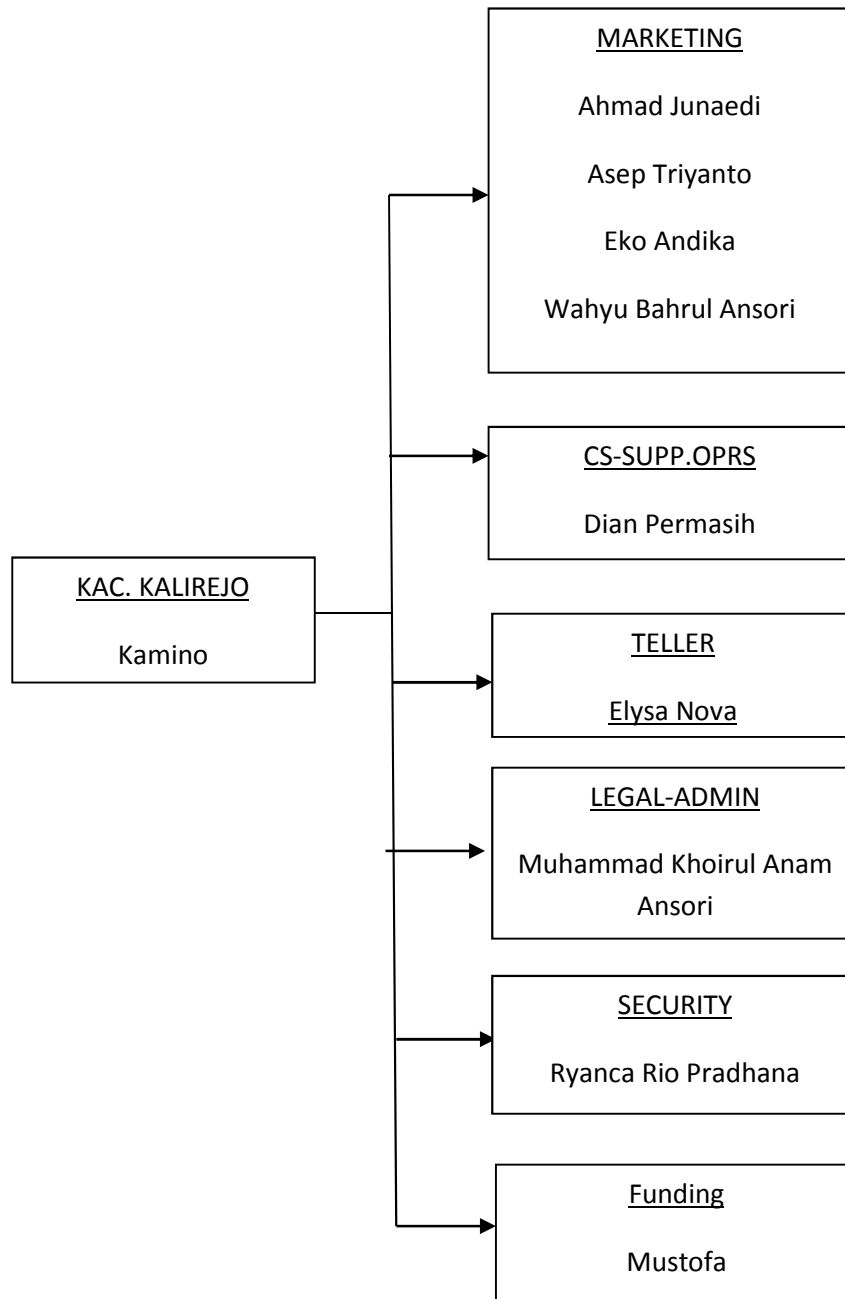 MARKETING
Ahmad Junaedi
Asep Triyanto
Eko Andika
Wahyu Bahrul Ansori
CS-SUPP.OPRS
Dian Permasih
KAC. KALIREJO
Kamino
TELLER
Elysa Nova
LEGAL-ADMIN
Muhammad Khoirul Anam
Ansori
SECURITY
Ryanca Rio Pradhana
Funding
Mustofa